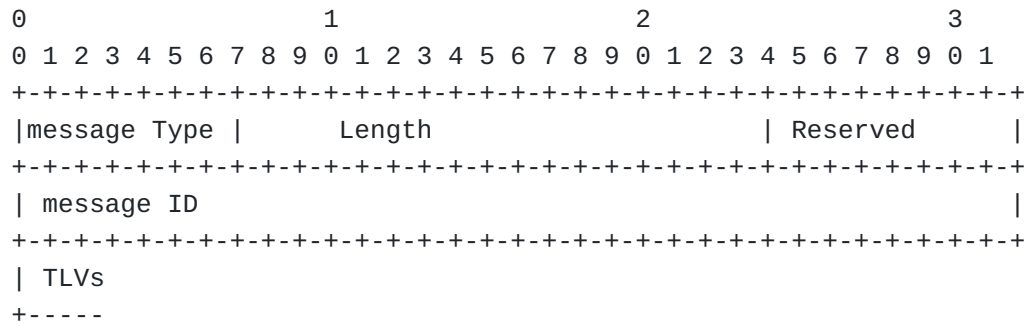 0                   1                   2                   3
0 1 2 3 4 5 6 7 8 9 0 1 2 3 4 5 6 7 8 9 0 1 2 3 4 5 6 7 8 9 0 1
+-+-+-+-+-+-+-+-+-+-+-+-+-+-+-+-+-+-+-+-+-+-+-+-+-+-+-+-+-+-+-+-+
|message Type |      Length                     | Reserved      |
+-+-+-+-+-+-+-+-+-+-+-+-+-+-+-+-+-+-+-+-+-+-+-+-+-+-+-+-+-+-+-+-+
| message ID                                                    |
+-+-+-+-+-+-+-+-+-+-+-+-+-+-+-+-+-+-+-+-+-+-+-+-+-+-+-+-+-+-+-+-+
| TLVs
+-----